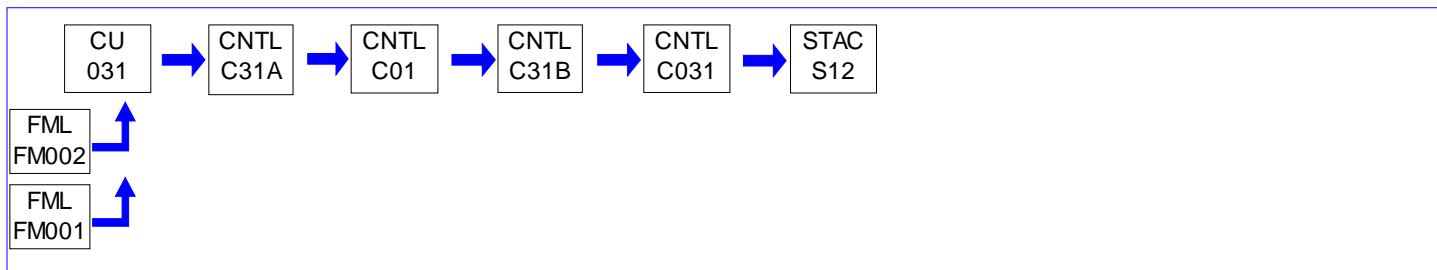 CU
031
CNTL
C31A
CNTL
C01
CNTL
C31B
CNTL
C031
STAC
S12
FML
FM002
FML
FM001